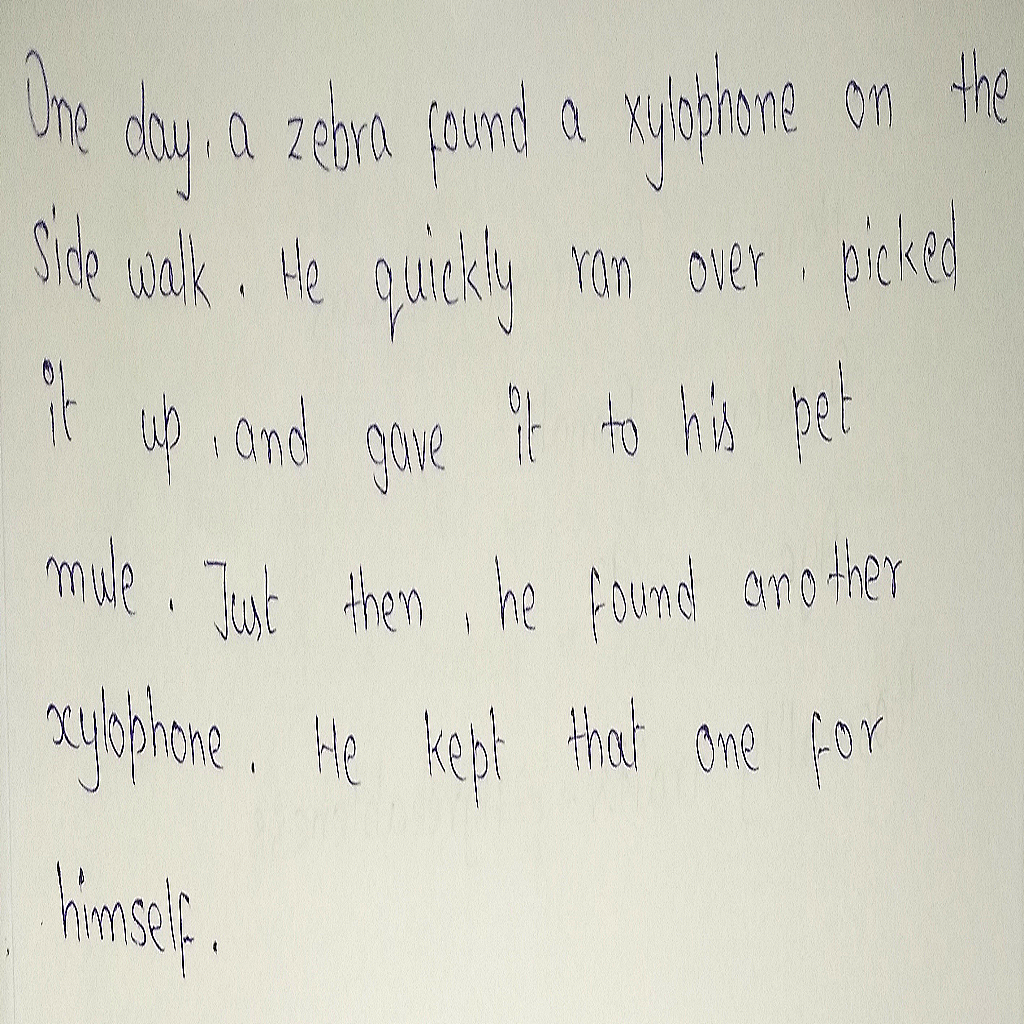 One day, a zebra found a xylophone on the
Side walk. He quickly ran over, picked
it up, and gave it to his pet
mule. Just then, he found another
xylophone. He kept that one for
himself.